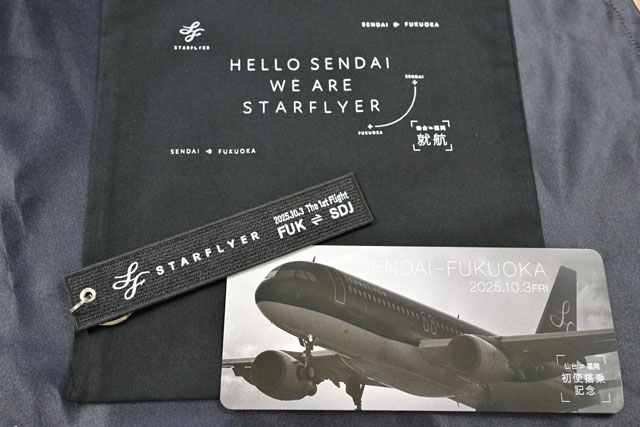 STARFLYER
SENDAI FUKUOKA
HELLO SENDAI
WE ARE
STARFLYER
SENDAI
FUKUOKA
仙台⇔福岡
就航
SENDAI FUKUOKA
STARFLYER
2025.10.3 The 1st Flight
FUK ⇌ SDJ
SENDAI-FUKUOKA
2025.10.3 FRI
仙台⇔福岡
初便搭乗
記念